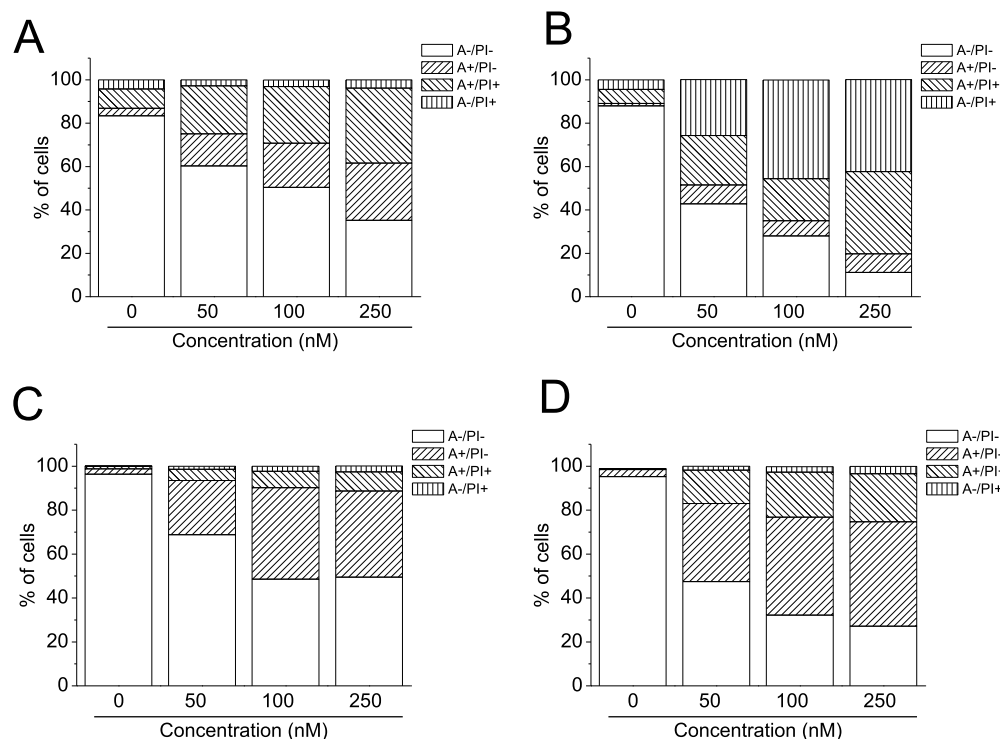 A
A-/PI-
A+/PI-
A+/PI+
A-/PI+
100
80
60
40
20
0
% of cells
0 50 100 250
Concentration (nM)
B
A-/PI-
A+/PI-
A+/PI+
A-/PI+
100
80
60
40
20
0
% of cells
0 50 100 250
Concentration (nM)
C
A-/PI-
A+/PI-
A+/PI+
A-/PI+
100
80
60
40
20
0
% of cells
0 50 100 250
Concentration (nM)
D
A-/PI-
A+/PI-
A+/PI+
A-/PI+
100
80
60
40
20
0
% of cells
0 50 100 250
Concentration (nM)